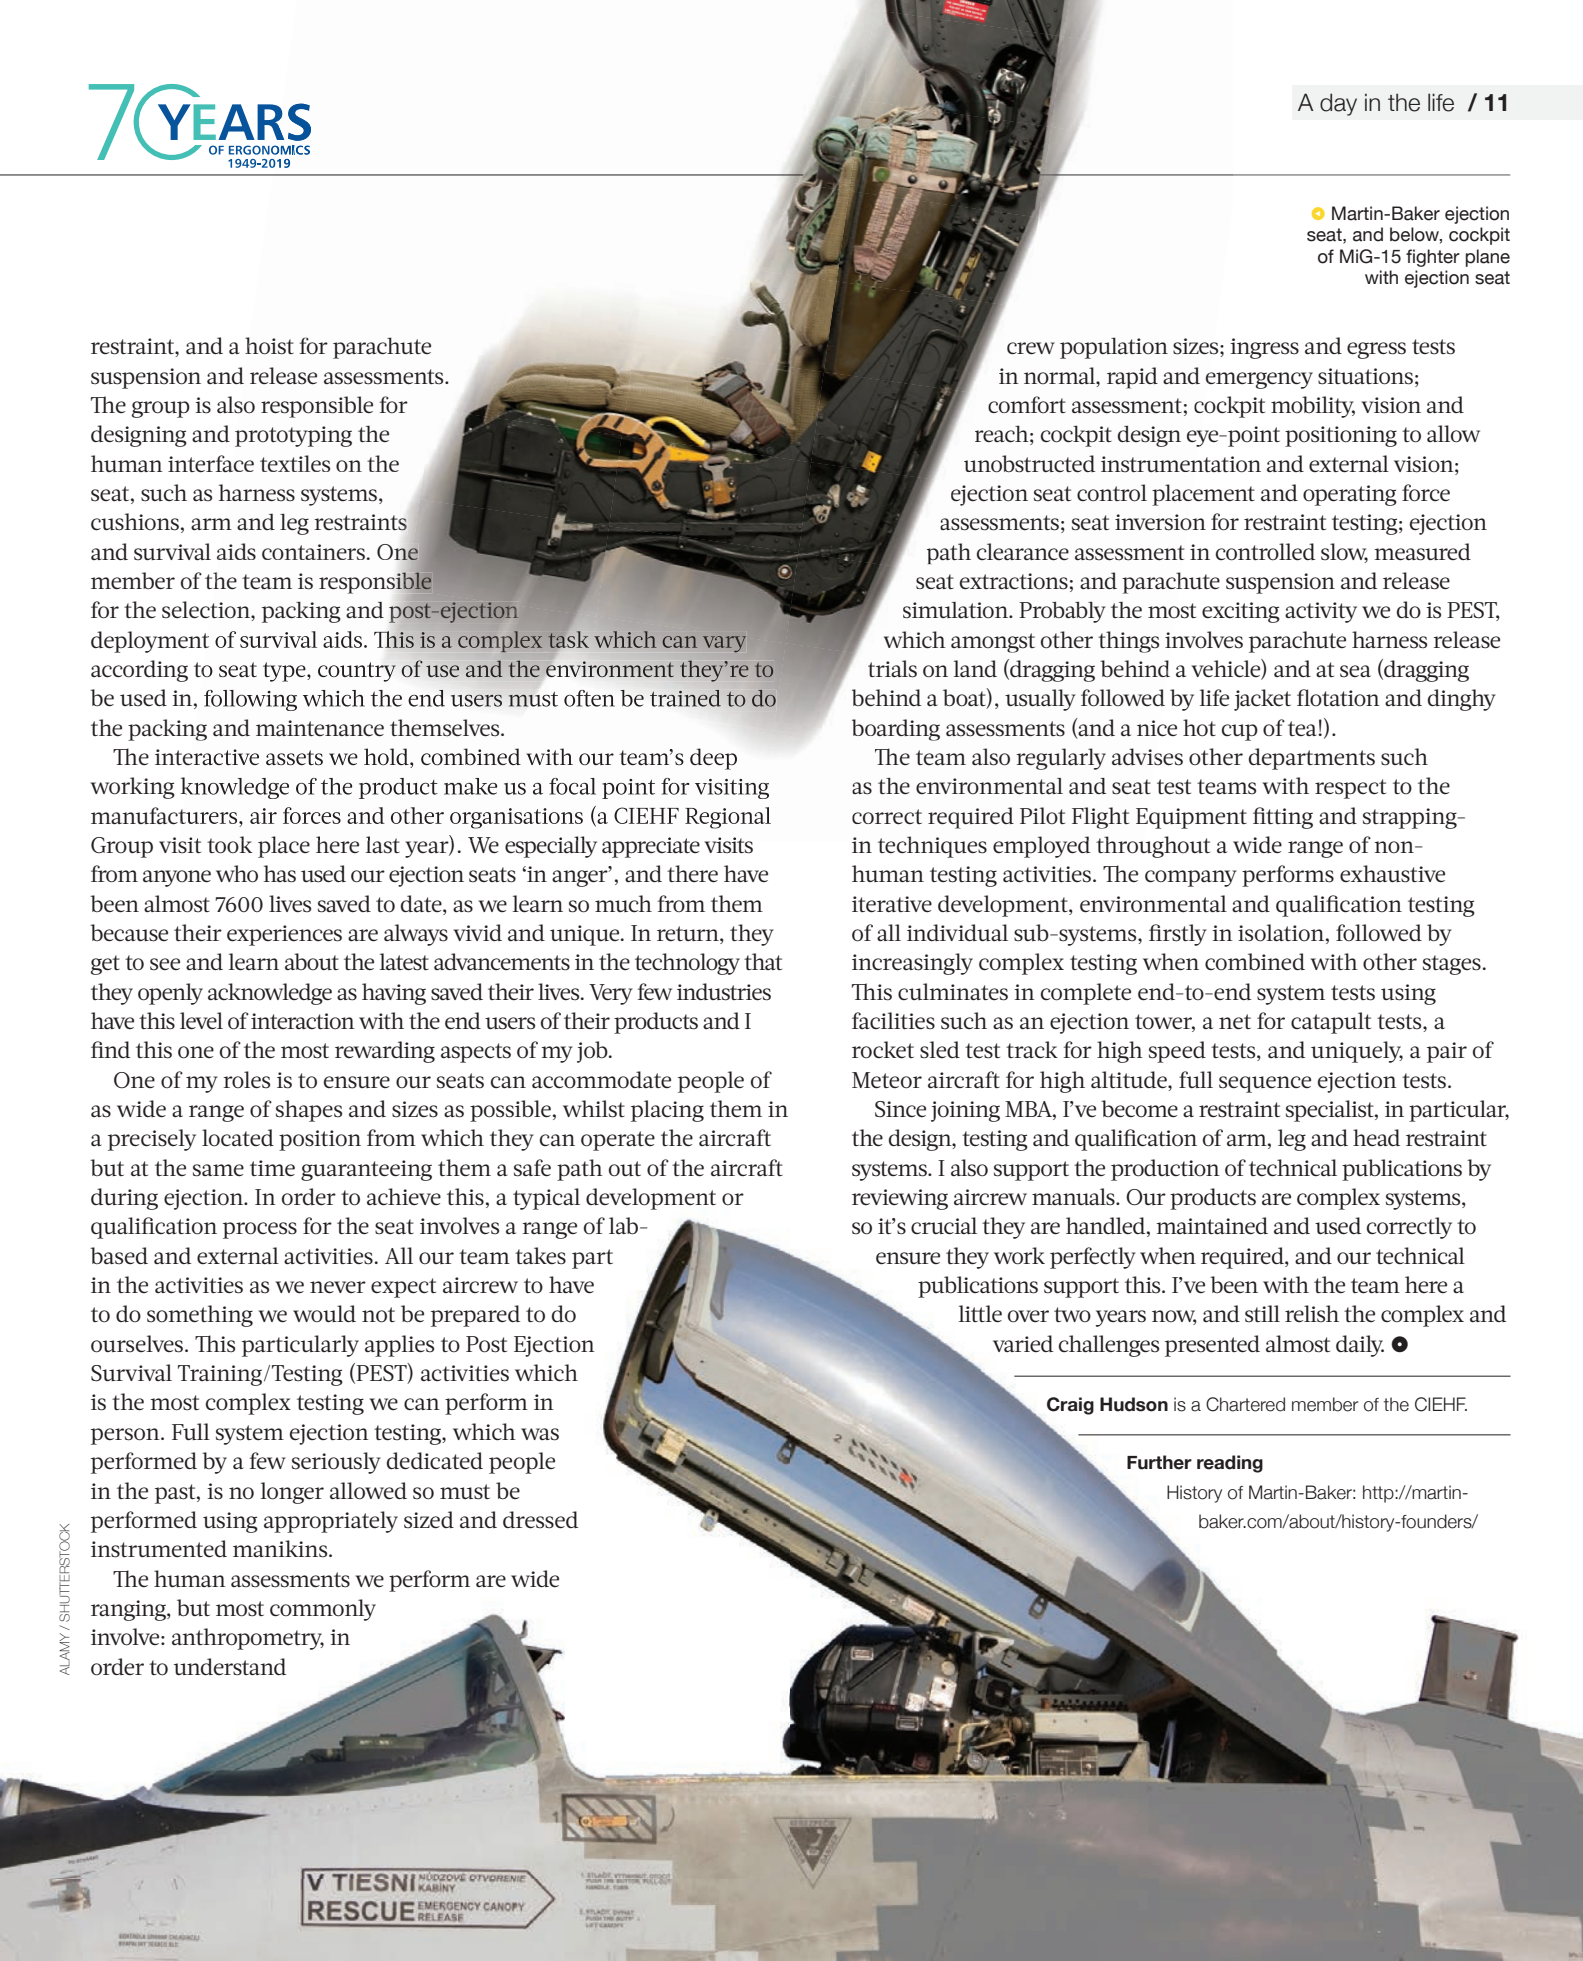 70 YEARS
OF ERGONOMICS
1949-2019
A day in the life / 11
Martin-Baker ejection
seat, and below, cockpit
of MiG-15 fighter plane
with ejection seat
restraint, and a hoist for parachute
suspension and release assessments.
The group is also responsible for
designing and prototyping the
human interface textiles on the
seat, such as harness systems,
cushions, arm and leg restraints
and survival aids containers. One
member of the team is responsible
for the selection, packing and post-ejection
deployment of survival aids. This is a complex task which can vary
according to seat type, country of use and the environment they’re to
be used in, following which the end users must often be trained to do
the packing and maintenance themselves.
The interactive assets we hold, combined with our team’s deep
working knowledge of the product make us a focal point for visiting
manufacturers, air forces and other organisations (a CIEHF Regional
Group visit took place here last year). We especially appreciate visits
from anyone who has used our ejection seats ‘in anger’, and there have
been almost 7600 lives saved to date, as we learn so much from them
because their experiences are always vivid and unique. In return, they
get to see and learn about the latest advancements in the technology that
they openly acknowledge as having saved their lives. Very few industries
have this level of interaction with the end users of their products and I
find this one of the most rewarding aspects of my job.
One of my roles is to ensure our seats can accommodate people of
as wide a range of shapes and sizes as possible, whilst placing them in
a precisely located position from which they can operate the aircraft
but at the same time guaranteeing them a safe path out of the aircraft
during ejection. In order to achieve this, a typical development or
qualification process for the seat involves a range of lab-
based and external activities. All our team takes part
in the activities as we never expect aircrew to have
to do something we would not be prepared to do
ourselves. This particularly applies to Post Ejection
Survival Training/Testing (PEST) activities which
is the most complex testing we can perform in
person. Full system ejection testing, which was
performed by a few seriously dedicated people
in the past, is no longer allowed so must be
performed using appropriately sized and dressed
instrumented manikins.
The human assessments we perform are wide
ranging, but most commonly
involve: anthropometry, in
order to understand
crew population sizes; ingress and egress tests
in normal, rapid and emergency situations;
comfort assessment; cockpit mobility, vision and
reach; cockpit design eye-point positioning to allow
unobstructed instrumentation and external vision;
ejection seat control placement and operating force
assessments; seat inversion for restraint testing; ejection
path clearance assessment in controlled slow, measured
seat extractions; and parachute suspension and release
simulation. Probably the most exciting activity we do is PEST,
which amongst other things involves parachute harness release
trials on land (dragging behind a vehicle) and at sea (dragging
behind a boat), usually followed by life jacket flotation and dinghy
boarding assessments (and a nice hot cup of tea!).
The team also regularly advises other departments such
as the environmental and seat test teams with respect to the
correct required Pilot Flight Equipment fitting and strapping-
in techniques employed throughout a wide range of non-
human testing activities. The company performs exhaustive
iterative development, environmental and qualification testing
of all individual sub-systems, firstly in isolation, followed by
increasingly complex testing when combined with other stages.
This culminates in complete end-to-end system tests using
facilities such as an ejection tower, a net for catapult tests, a
rocket sled test track for high speed tests, and uniquely, a pair of
Meteor aircraft for high altitude, full sequence ejection tests.
Since joining MBA, I’ve become a restraint specialist, in particular,
the design, testing and qualification of arm, leg and head restraint
systems. I also support the production of technical publications by
reviewing aircrew manuals. Our products are complex systems,
so it’s crucial they are handled, maintained and used correctly to
ensure they work perfectly when required, and our technical
publications support this. I’ve been with the team here a
little over two years now, and still relish the complex and
varied challenges presented almost daily.
Craig Hudson is a Chartered member of the CIEHF.
Further reading
History of Martin-Baker: http://martin-
baker.com/about/history-founders/
ALAMY / SHUTTERSTOCK
V TIESNI NÚDZOVÉ OTVORENIE
KABÍNY
RESCUE EMERGENCY CANOPY
RELEASE